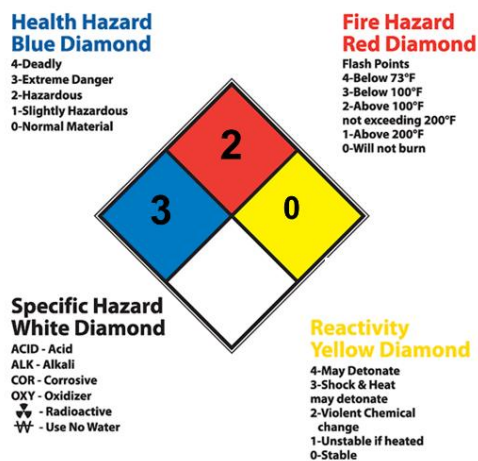 Health Hazard
Blue Diamond
4-Deadly
3-Extreme Danger
2-Hazardous
1-Slightly Hazardous
0-Normal Material
Fire Hazard
Red Diamond
Flash Points
4-Below 73°F
3-Below 100°F
2-Above 100°F
not exceeding 200°F
1-Above 200°F
0-Will not burn
2
3
0
Specific Hazard
White Diamond
ACID - Acid
ALK - Alkali
COR - Corrosive
OXY - Oxidizer
☢ - Radioactive
W̶ - Use No Water
Reactivity
Yellow Diamond
4-May Detonate
3-Shock & Heat
may detonate
2-Violent Chemical
change
1-Unstable if heated
0-Stable